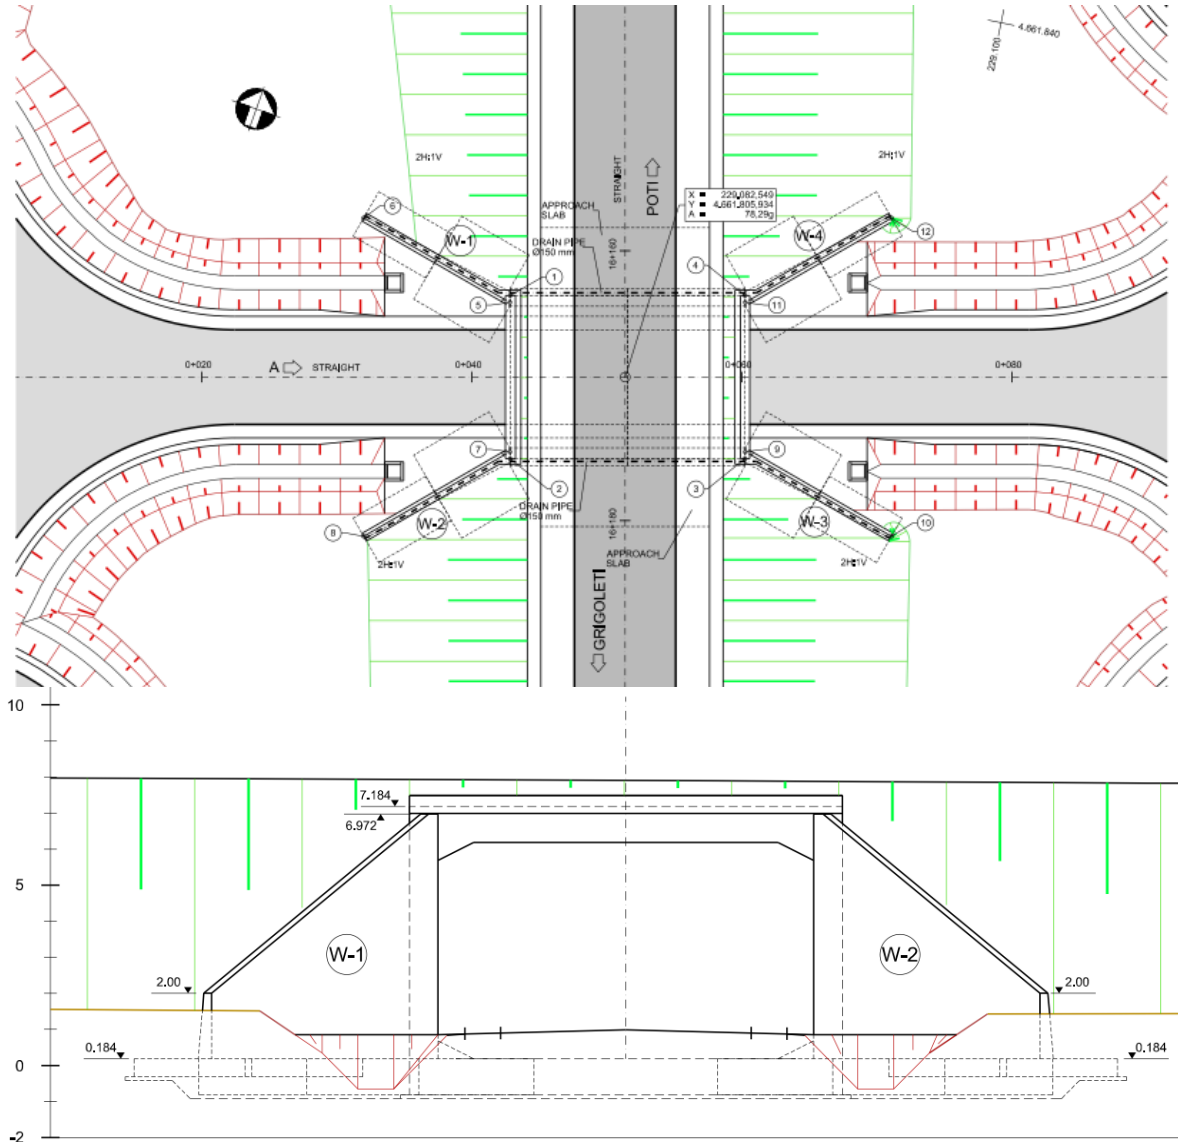 4.661.840
229.100
2H:1V
2H:1V
STRAIGHT
POTI
X = 229.082,549
Y = 4.661.805,934
A = 78,29g
6
W-1
APPROACH
SLAB
DRAIN PIPE
Ø150 mm
16+160
W-4
12
1
4
5
11
0+020
A
STRAIGHT
0+040
0+060
0+080
7
9
2
3
8
W-2
DRAIN PIPE
Ø150 mm
16+180
W-3
10
2H:1V
2H:1V
APPROACH
SLAB
GRIGOLETI
10
7.184
6.972
5
W-1
W-2
2.00
2.00
0.184
0.184
0
-2